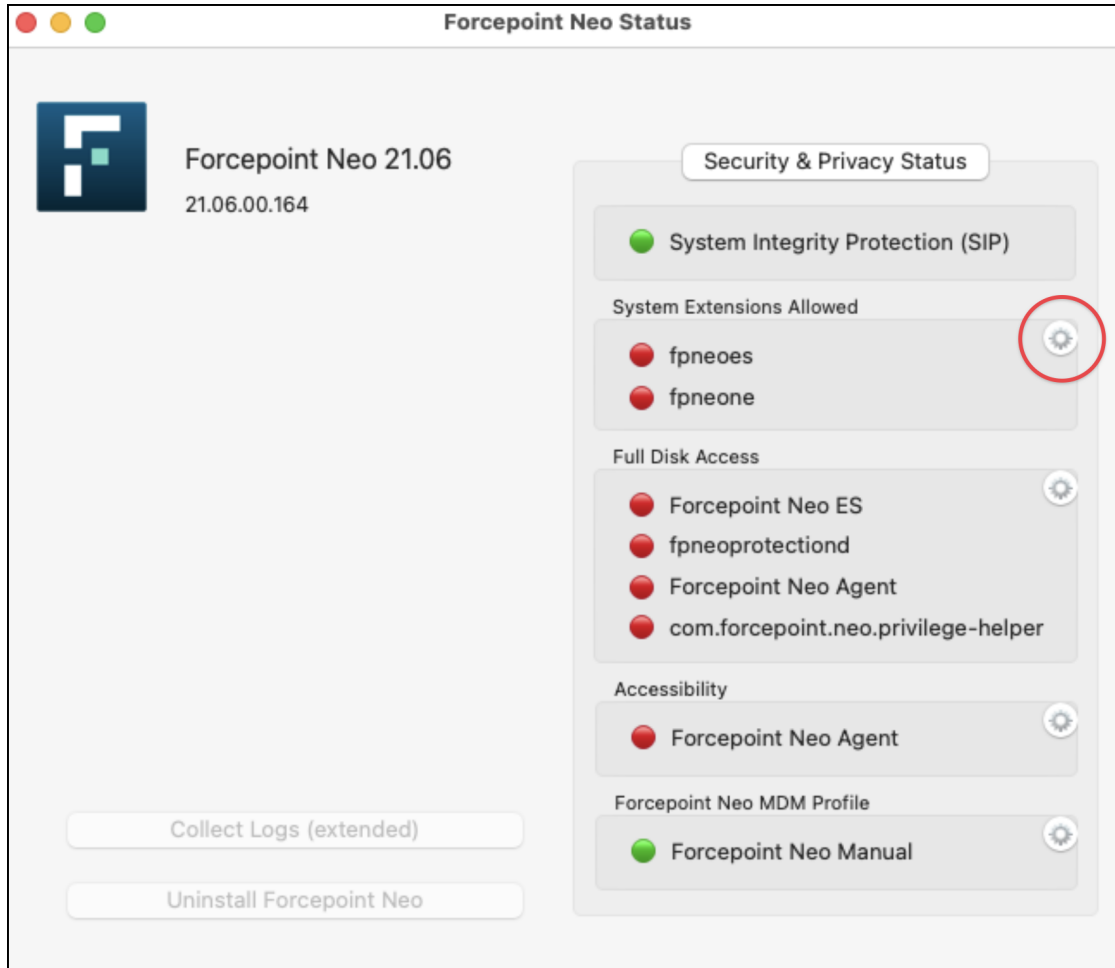 Forcepoint Neo Status
Forcepoint Neo 21.06
21.06.00.164
Security & Privacy Status
System Integrity Protection (SIP)
System Extensions Allowed
fpneoes
fpneone
Full Disk Access
Forcepoint Neo ES
fpneoprotectiond
Forcepoint Neo Agent
com.forcepoint.neo.privilege-helper
Accessibility
Forcepoint Neo Agent
Forcepoint Neo MDM Profile
Forcepoint Neo Manual
Collect Logs (extended)
Uninstall Forcepoint Neo